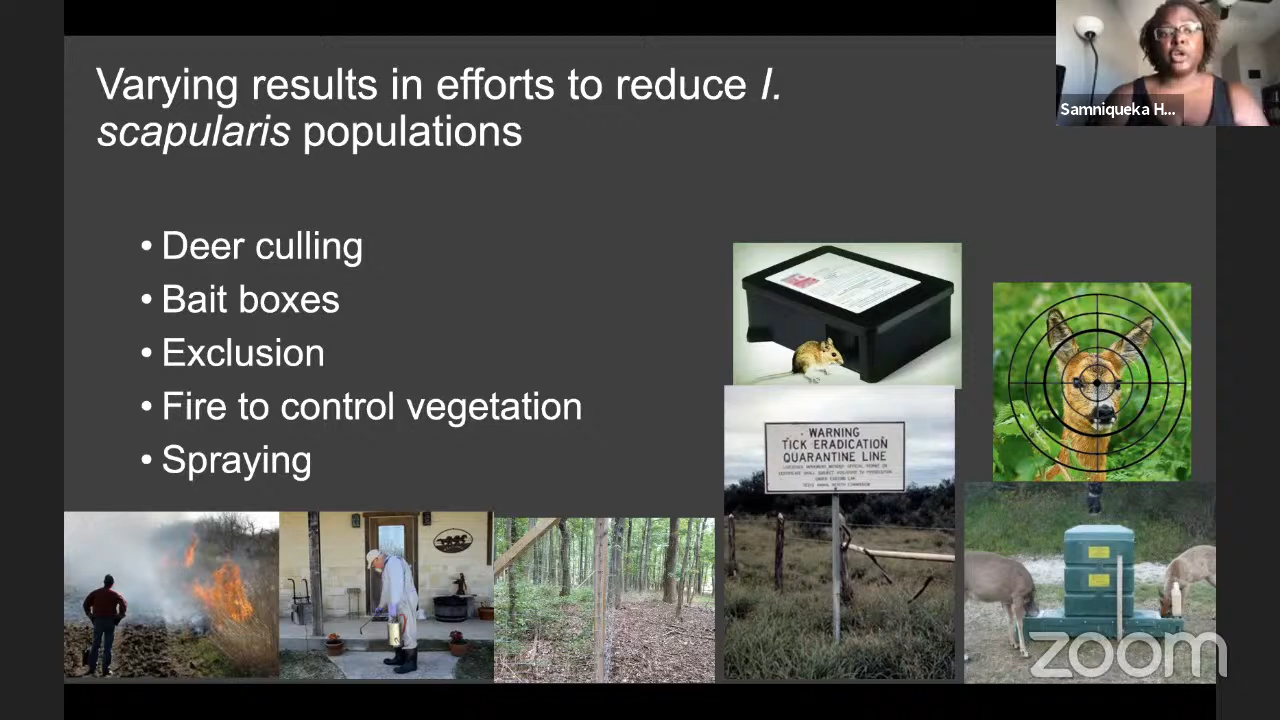 Varying results in efforts to reduce I.
scapularis populations
Samniqueka H...
• Deer culling
• Bait boxes
• Exclusion
• Fire to control vegetation
• Spraying
WARNING
TICK ERADICATION
QUARANTINE LINE
zoom